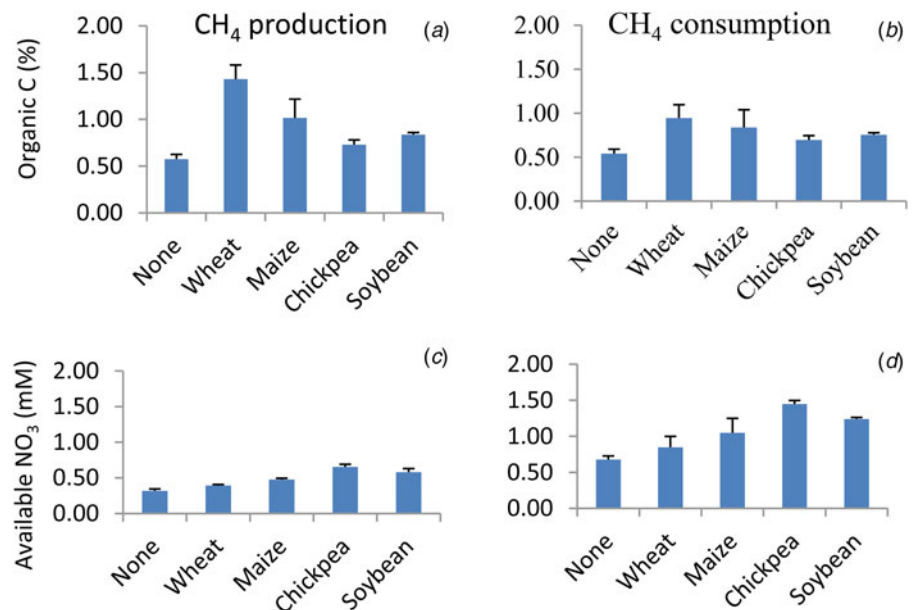 CH4 production
(a)
Organic C (%)
2.00
1.50
1.00
0.50
0.00
None
Wheat
Maize
Chickpea
Soybean
CH4 consumption
(b)
2.00
1.50
1.00
0.50
0.00
None
Wheat
Maize
Chickpea
Soybean
(c)
Available NO3 (mM)
2.00
1.50
1.00
0.50
0.00
None
Wheat
Maize
Chickpea
Soybean
(d)
2.00
1.50
1.00
0.50
0.00
None
Wheat
Maize
Chickpea
Soybean